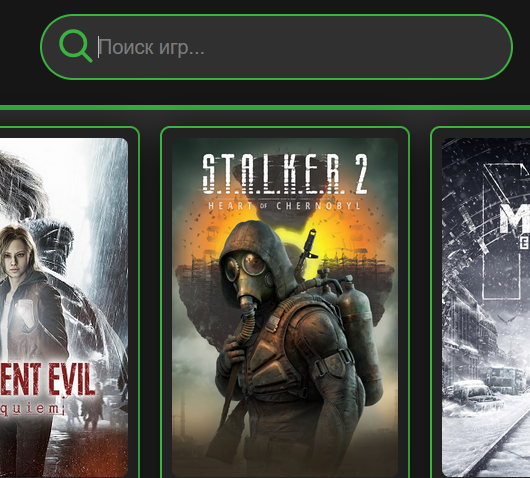 Поиск игр...
S.T.A.L.K.E.R. 2
HEART OF CHERNOBYL
ENT EVIL
quiem
M
E